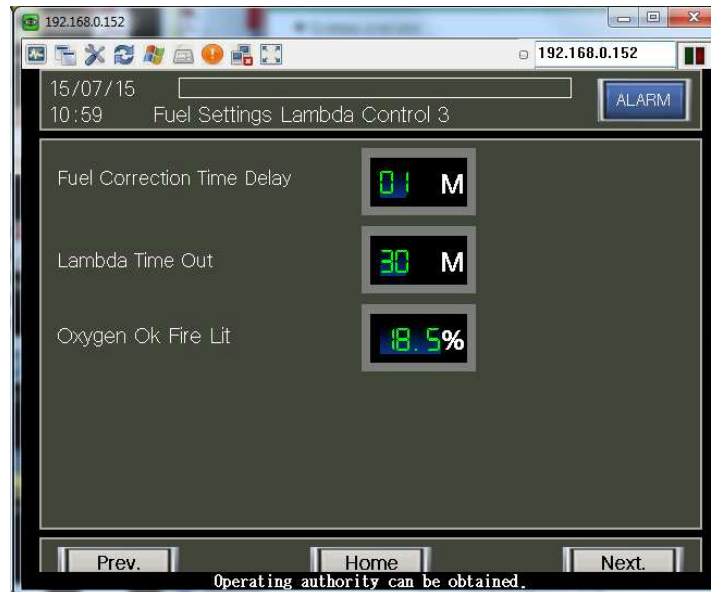 192.168.0.152
192.168.0.152
15/07/15
ALARM
10:59 Fuel Settings Lambda Control 3
Fuel Correction Time Delay 01 M
Lambda Time Out 30 M
Oxygen Ok Fire Lit 18.5%
Prev. Home Next.
Operating authority can be obtained.